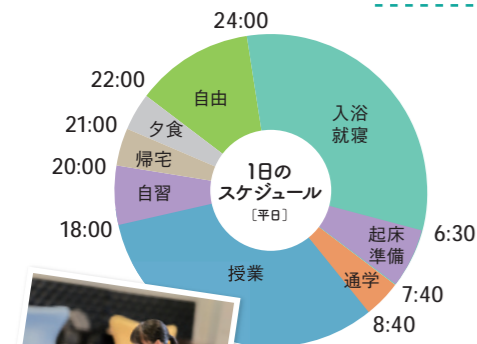 24:00
22:00
自由
入浴
就寝
21:00
夕食
20:00
帰宅
自習
1日の
スケジュール
[平日]
18:00
6:30
起床
準備
授業
通学
7:40
8:40